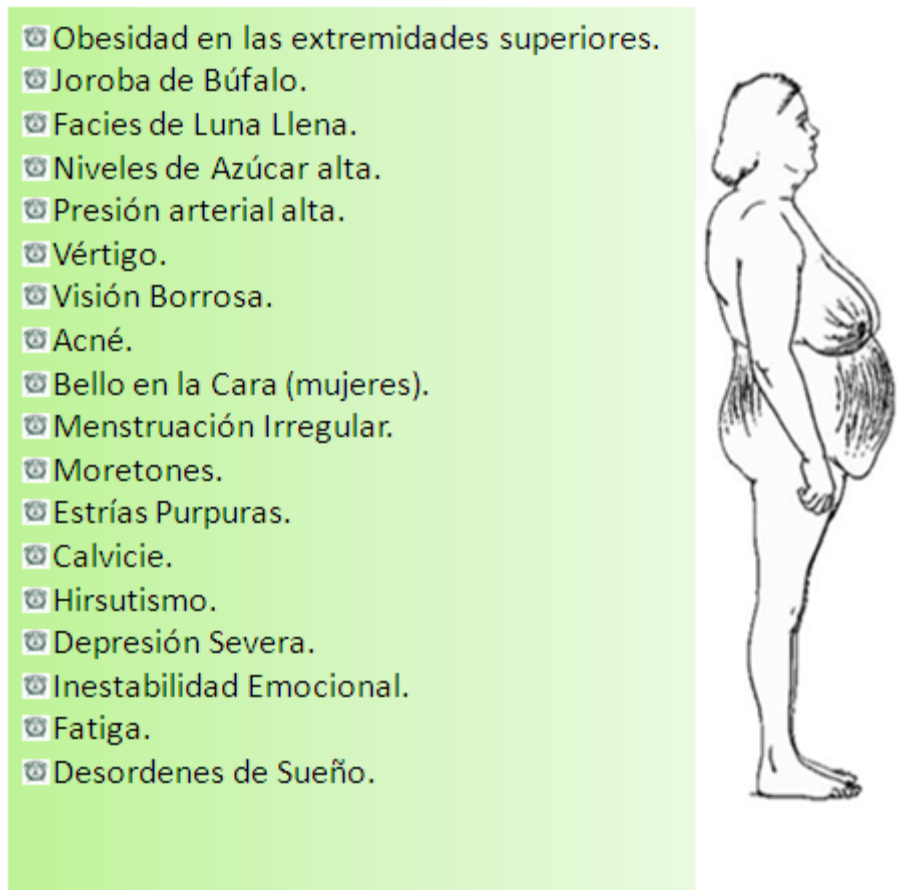 Obesidad en las extremidades superiores.
Joroba de Búfalo.
Facies de Luna Llena.
Niveles de Azúcar alta.
Presión arterial alta.
Vértigo.
Visión Borrosa.
Acné.
Bello en la Cara (mujeres).
Menstruación Irregular.
Moretones.
Estrías Purpuras.
Calvicie.
Hirsutismo.
Depresión Severa.
Inestabilidad Emocional.
Fatiga.
Desordenes de Sueño.